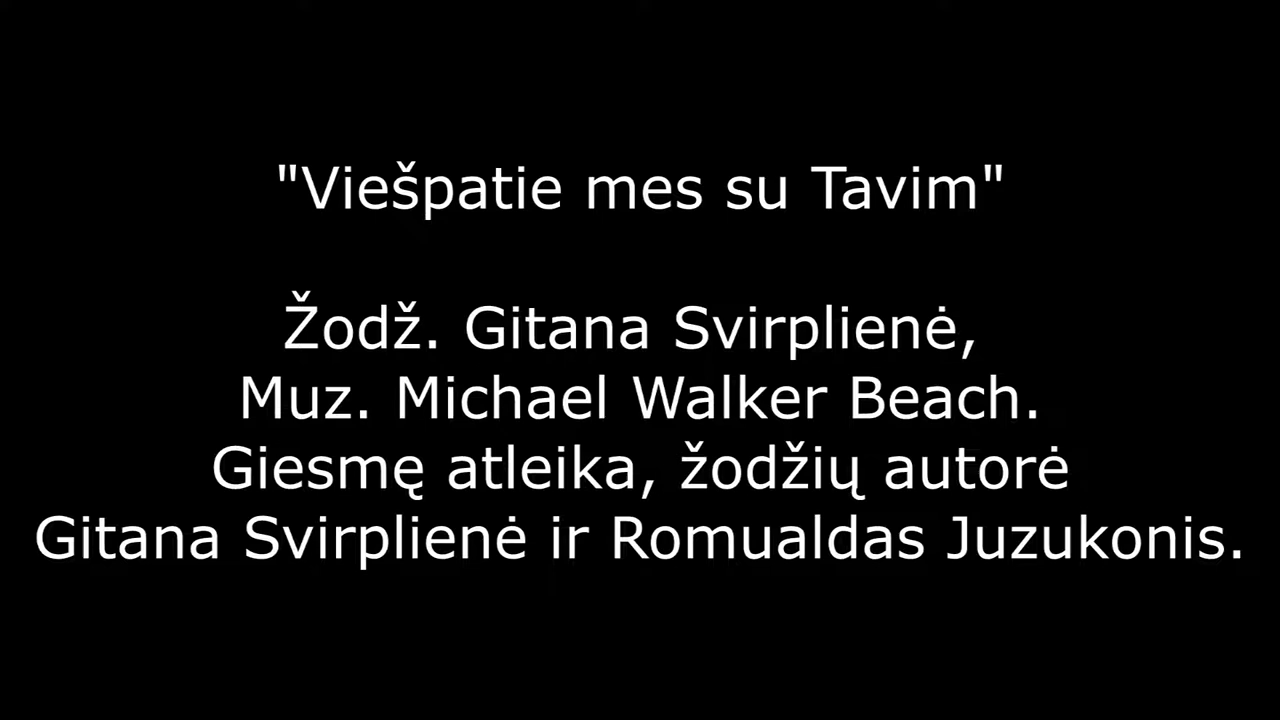 "Viešpatie mes su Tavim"
Žodž. Gitana Svirplienė,
Muz. Michael Walker Beach.
Giesmę atleika, žodžių autorė
Gitana Svirplienė ir Romualdas Juzukonis.